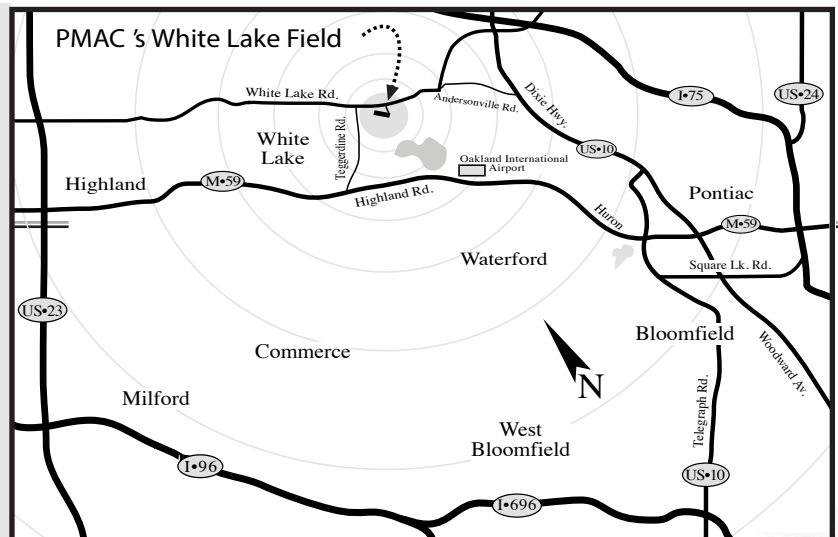 PMAC 's White Lake Field
I•75
US•24
White Lake Rd.
Andersonville Rd.
Dixie Hwy.
Teggerdine Rd.
White
Lake
US•10
Oakland International
Airport
Highland
M•59
Highland Rd.
Pontiac
Huron
M•59
Waterford
Square Lk. Rd.
US•23
Bloomfield
Woodward Av.
Commerce
N
Milford
Telegraph Rd.
West
Bloomfield
I•96
US•10
I•696